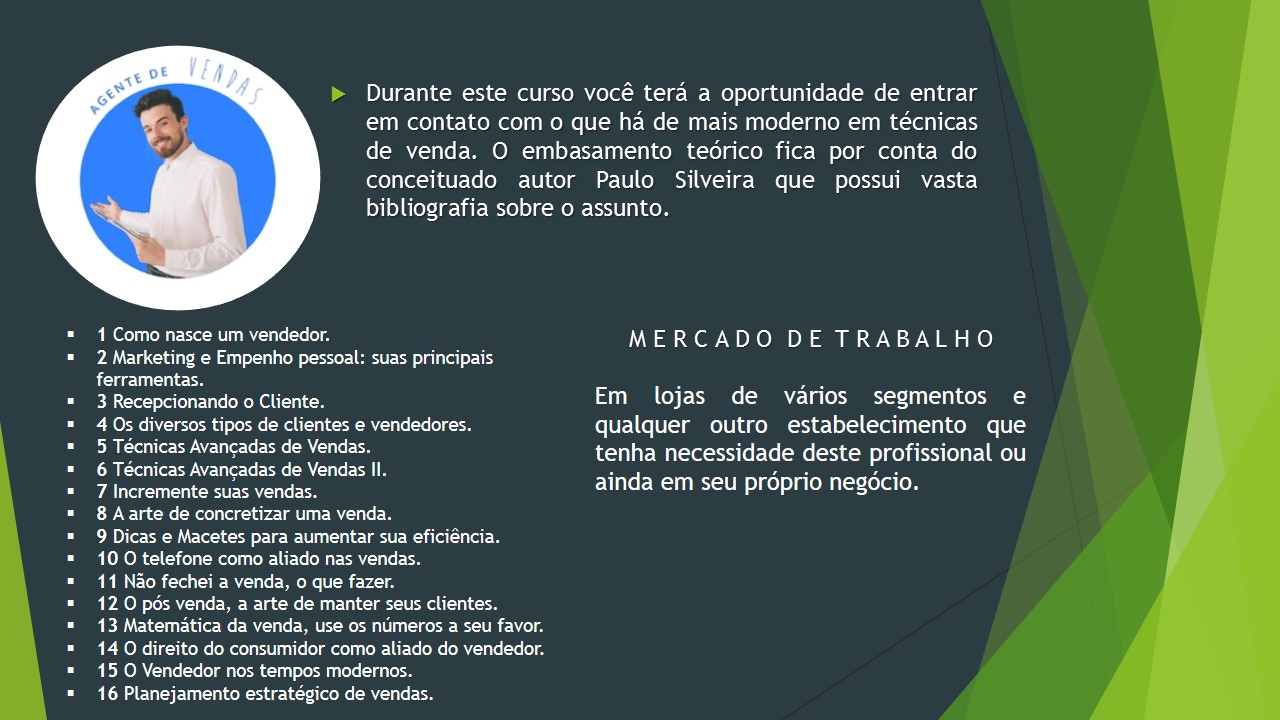 AGENTE DE VENDAS
Durante este curso você terá a oportunidade de entrar
em contato com o que há de mais moderno em técnicas
de venda. O embasamento teórico fica por conta do
conceituado autor Paulo Silveira que possui vasta
bibliografia sobre o assunto.
1 Como nasce um vendedor.
2 Marketing e Empenho pessoal: suas principais
ferramentas.
3 Recepcionando o Cliente.
4 Os diversos tipos de clientes e vendedores.
5 Técnicas Avançadas de Vendas.
6 Técnicas Avançadas de Vendas II.
7 Incremente suas vendas.
8 A arte de concretizar uma venda.
9 Dicas e Macetes para aumentar sua eficiência.
10 O telefone como aliado nas vendas.
11 Não fechei a venda, o que fazer.
12 O pós venda, a arte de manter seus clientes.
13 Matemática da venda, use os números a seu favor.
14 O direito do consumidor como aliado do vendedor.
15 O Vendedor nos tempos modernos.
16 Planejamento estratégico de vendas.
MERCADO DE TRABALHO
Em lojas de vários segmentos e
qualquer outro estabelecimento que
tenha necessidade deste profissional ou
ainda em seu próprio negócio.